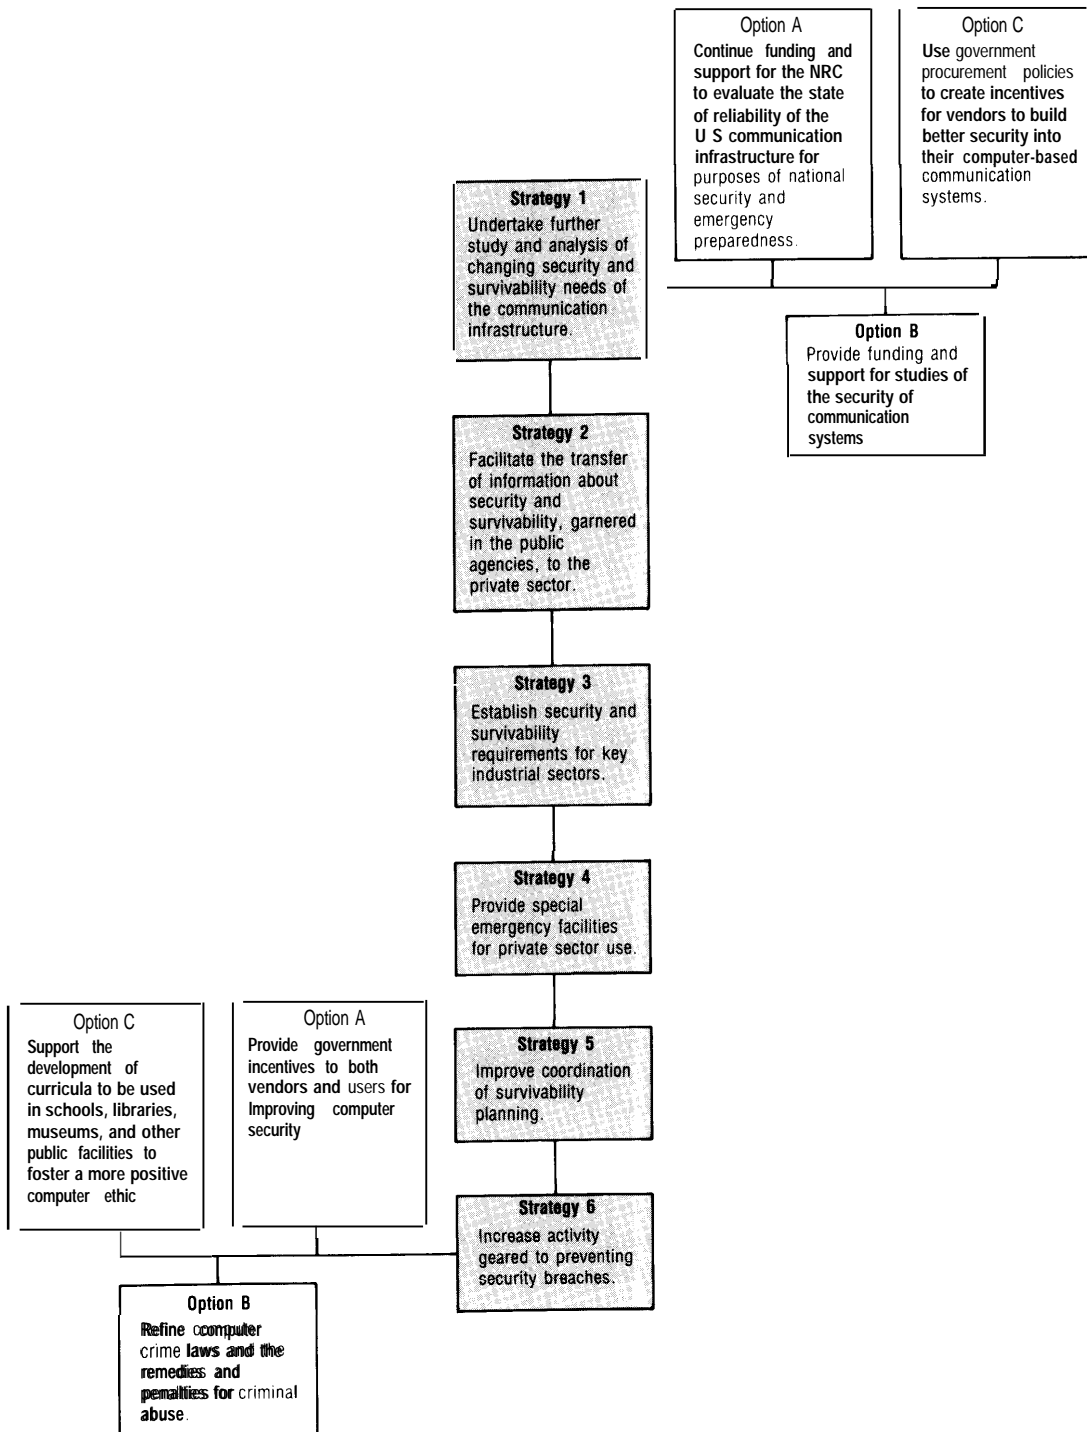 Option A
Continue funding and
support for the NRC
to evaluate the state
of reliability of the
U S communication
infrastructure for
purposes of national
security and
emergency
preparedness.
Option C
Use government
procurement policies
to create incentives
for vendors to build
better security into
their computer-based
communication
systems.
Option B
Provide funding and
support for studies of
the security of
communication
systems
Strategy 1
Undertake further
study and analysis of
changing security and
survivability needs of
the communication
infrastructure.
Strategy 2
Facilitate the transfer
of information about
security and
survivability, garnered
in the public
agencies, to the
private sector.
Strategy 3
Establish security and
survivability
requirements for key
industrial sectors.
Strategy 4
Provide special
emergency facilities
for private sector use.
Strategy 5
Improve coordination
of survivability
planning.
Strategy 6
Increase activity
geared to preventing
security breaches.
Option C
Support the
development of
curricula to be used
in schools, libraries,
museums, and other
public facilities to
foster a more positive
computer ethic
Option A
Provide government
incentives to both
vendors and users for
Improving computer
security
Option B
Refine computer
crime laws and the
remedies and
penalties for criminal
abuse.